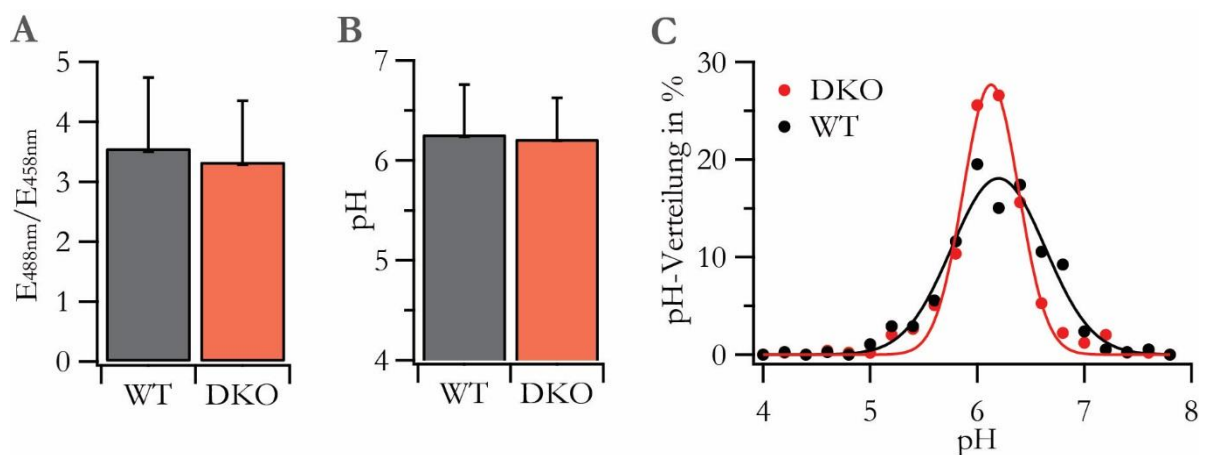 A
E488nm/E458nm
5
4
3
2
1
0
WT DKO
B
pH
7
6
5
4
WT DKO
C
pH-Verteilung in %
30
20
10
0
DKO
WT
4 5 6 7 8
pH